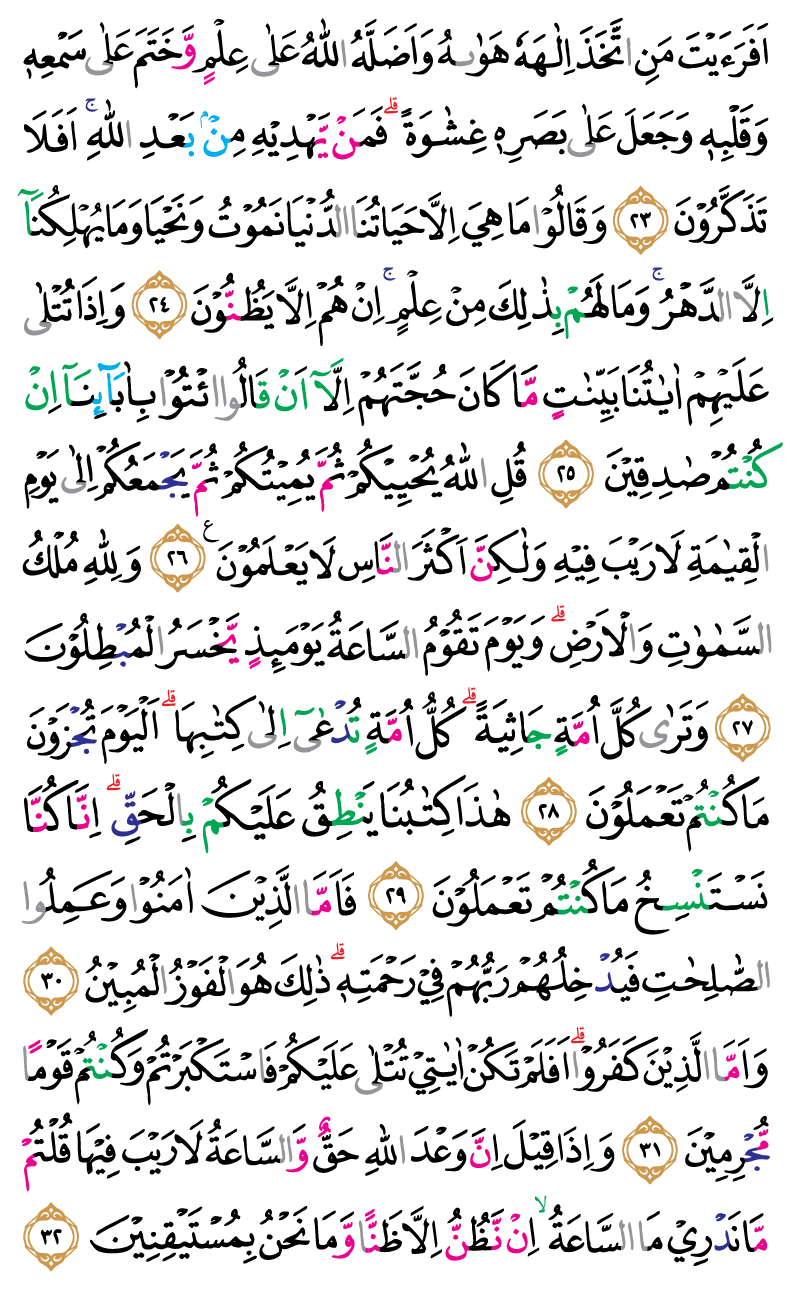 اَفَرَءَيْتَ مَنِ اتَّخَذَ اِلٰهَهٗ هَوٰىهُ وَاَضَلَّهُ اللّٰهُ عَلٰى عِلْمٍ وَّخَتَمَ عَلٰى سَمْعِهٖ
وَقَلْبِهٖ وَجَعَلَ عَلٰى بَصَرِهٖ غِشٰوَةًۗ فَمَنْ يَّهْدِيْهِ مِنْۢ بَعْدِ اللّٰهِۚ اَفَلَا
تَذَكَّرُوْنَ ٢٣ وَقَالُوْا مَا هِيَ اِلَّا حَيَاتُنَا الدُّنْيَا نَمُوْتُ وَنَحْيَا وَمَا يُهْلِكُنَآ
اِلَّا الدَّهْرُۚ وَمَا لَهُمْ بِذٰلِكَ مِنْ عِلْمٍۚ اِنْ هُمْ اِلَّا يَظُنُّوْنَ ٢٤ وَاِذَا تُتْلٰى
عَلَيْهِمْ اٰيٰتُنَا بَيِّنٰتٍ مَّا كَانَ حُجَّتَهُمْ اِلَّآ اَنْ قَالُوا ائْتُوْا بِاٰبَاۤىِٕنَآ اِنْ
كُنْتُمْ صٰدِقِيْنَ ٢٥ قُلِ اللّٰهُ يُحْيِيْكُمْ ثُمَّ يُمِيْتُكُمْ ثُمَّ يَجْمَعُكُمْ اِلٰى يَوْمِ
الْقِيٰمَةِ لَا رَيْبَ فِيْهِ وَلٰكِنَّ اَكْثَرَ النَّاسِ لَا يَعْلَمُوْنَ ࣖ ٢٦ وَلِلّٰهِ مُلْكُ
السَّمٰوٰتِ وَالْاَرْضِۗ وَيَوْمَ تَقُوْمُ السَّاعَةُ يَوْمَىِٕذٍ يَّخْسَرُ الْمُبْطِلُوْنَ
٢٧ وَتَرٰى كُلَّ اُمَّةٍ جَاثِيَةًۗ كُلُّ اُمَّةٍ تُدْعٰىٓ اِلٰى كِتٰبِهَاۗ اَلْيَوْمَ تُجْزَوْنَ
مَا كُنْتُمْ تَعْمَلُوْنَ ٢٨ هٰذَا كِتٰبُنَا يَنْطِقُ عَلَيْكُمْ بِالْحَقِّۗ اِنَّا كُنَّا
نَسْتَنْسِخُ مَا كُنْتُمْ تَعْمَلُوْنَ ٢٩ فَاَمَّا الَّذِيْنَ اٰمَنُوْا وَعَمِلُوا
الصّٰلِحٰتِ فَيُدْخِلُهُمْ رَبُّهُمْ فِيْ رَحْمَتِهٖۗ ذٰلِكَ هُوَ الْفَوْزُ الْمُبِيْنُ ٣٠
وَاَمَّا الَّذِيْنَ كَفَرُوْاۗ اَفَلَمْ تَكُنْ اٰيٰتِيْ تُتْلٰى عَلَيْكُمْ فَاسْتَكْبَرْتُمْ وَكُنْتُمْ قَوْمًا
مُّجْرِمِيْنَ ٣١ وَاِذَا قِيْلَ اِنَّ وَعْدَ اللّٰهِ حَقٌّ وَّالسَّاعَةُ لَا رَيْبَ فِيْهَا قُلْتُمْ
مَّا نَدْرِيْ مَا السَّاعَةُۙ اِنْ نَّظُنُّ اِلَّا ظَنًّا وَّمَا نَحْنُ بِمُسْتَيْقِنِيْنَ ٣٢